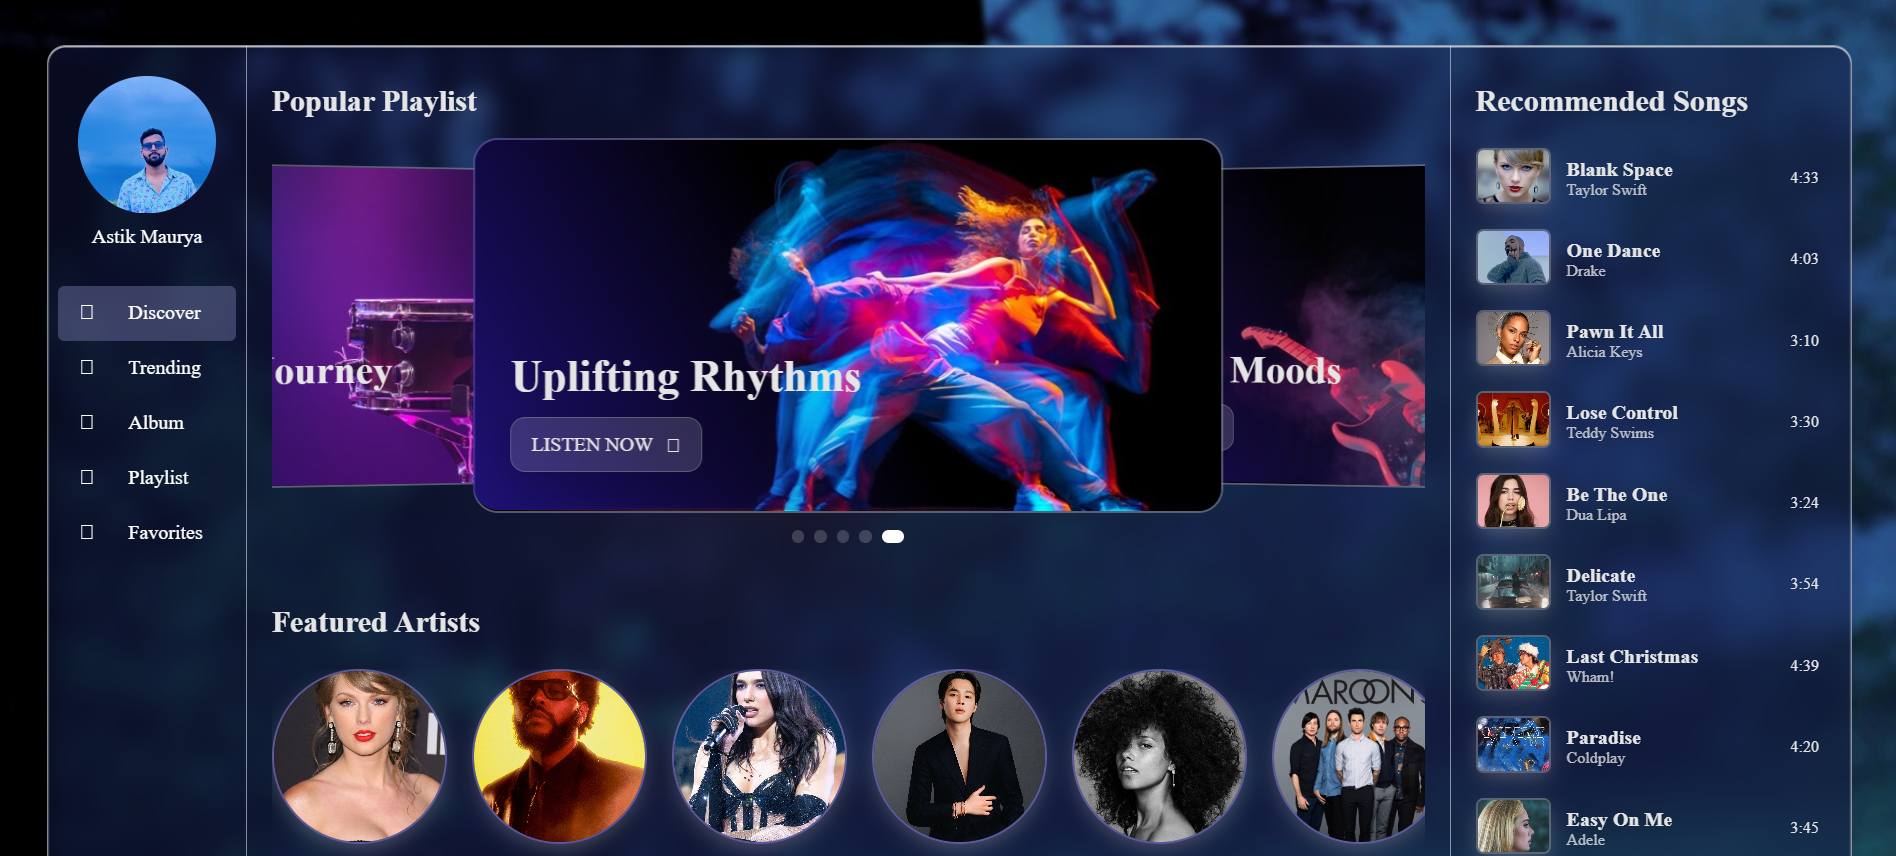 Astik Maurya
Discover
Trending
Album
Playlist
Favorites
Popular Playlist
ourney
Uplifting Rhythms
LISTEN NOW
Moods
Featured Artists
AROON
Recommended Songs
Blank Space
Taylor Swift
4:33
One Dance
Drake
4:03
Pawn It All
Alicia Keys
3:10
Lose Control
Teddy Swims
3:30
Be The One
Dua Lipa
3:24
Delicate
Taylor Swift
3:54
Last Christmas
Wham!
4:39
Paradise
Coldplay
4:20
Easy On Me
Adele
3:45